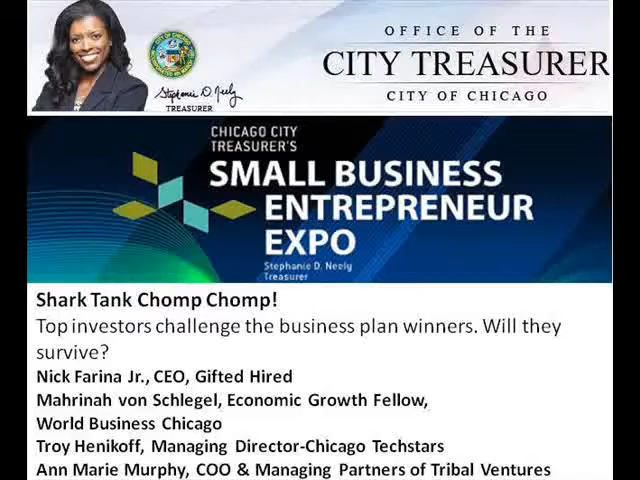 OFFICE OF THE
CITY TREASURER
CITY OF CHICAGO
Stephanie D. Neely
TREASURER
CHICAGO CITY
TREASURER'S
SMALL BUSINESS
ENTREPRENEUR
EXPO
Stephanie D. Neely
Treasurer
Shark Tank Chomp Chomp!
Top investors challenge the business plan winners. Will they
survive?
Nick Farina Jr., CEO, Gifted Hired
Mahrinah von Schlegel, Economic Growth Fellow,
World Business Chicago
Troy Henikoff, Managing Director-Chicago Techstars
Ann Marie Murphy, COO & Managing Partners of Tribal Ventures